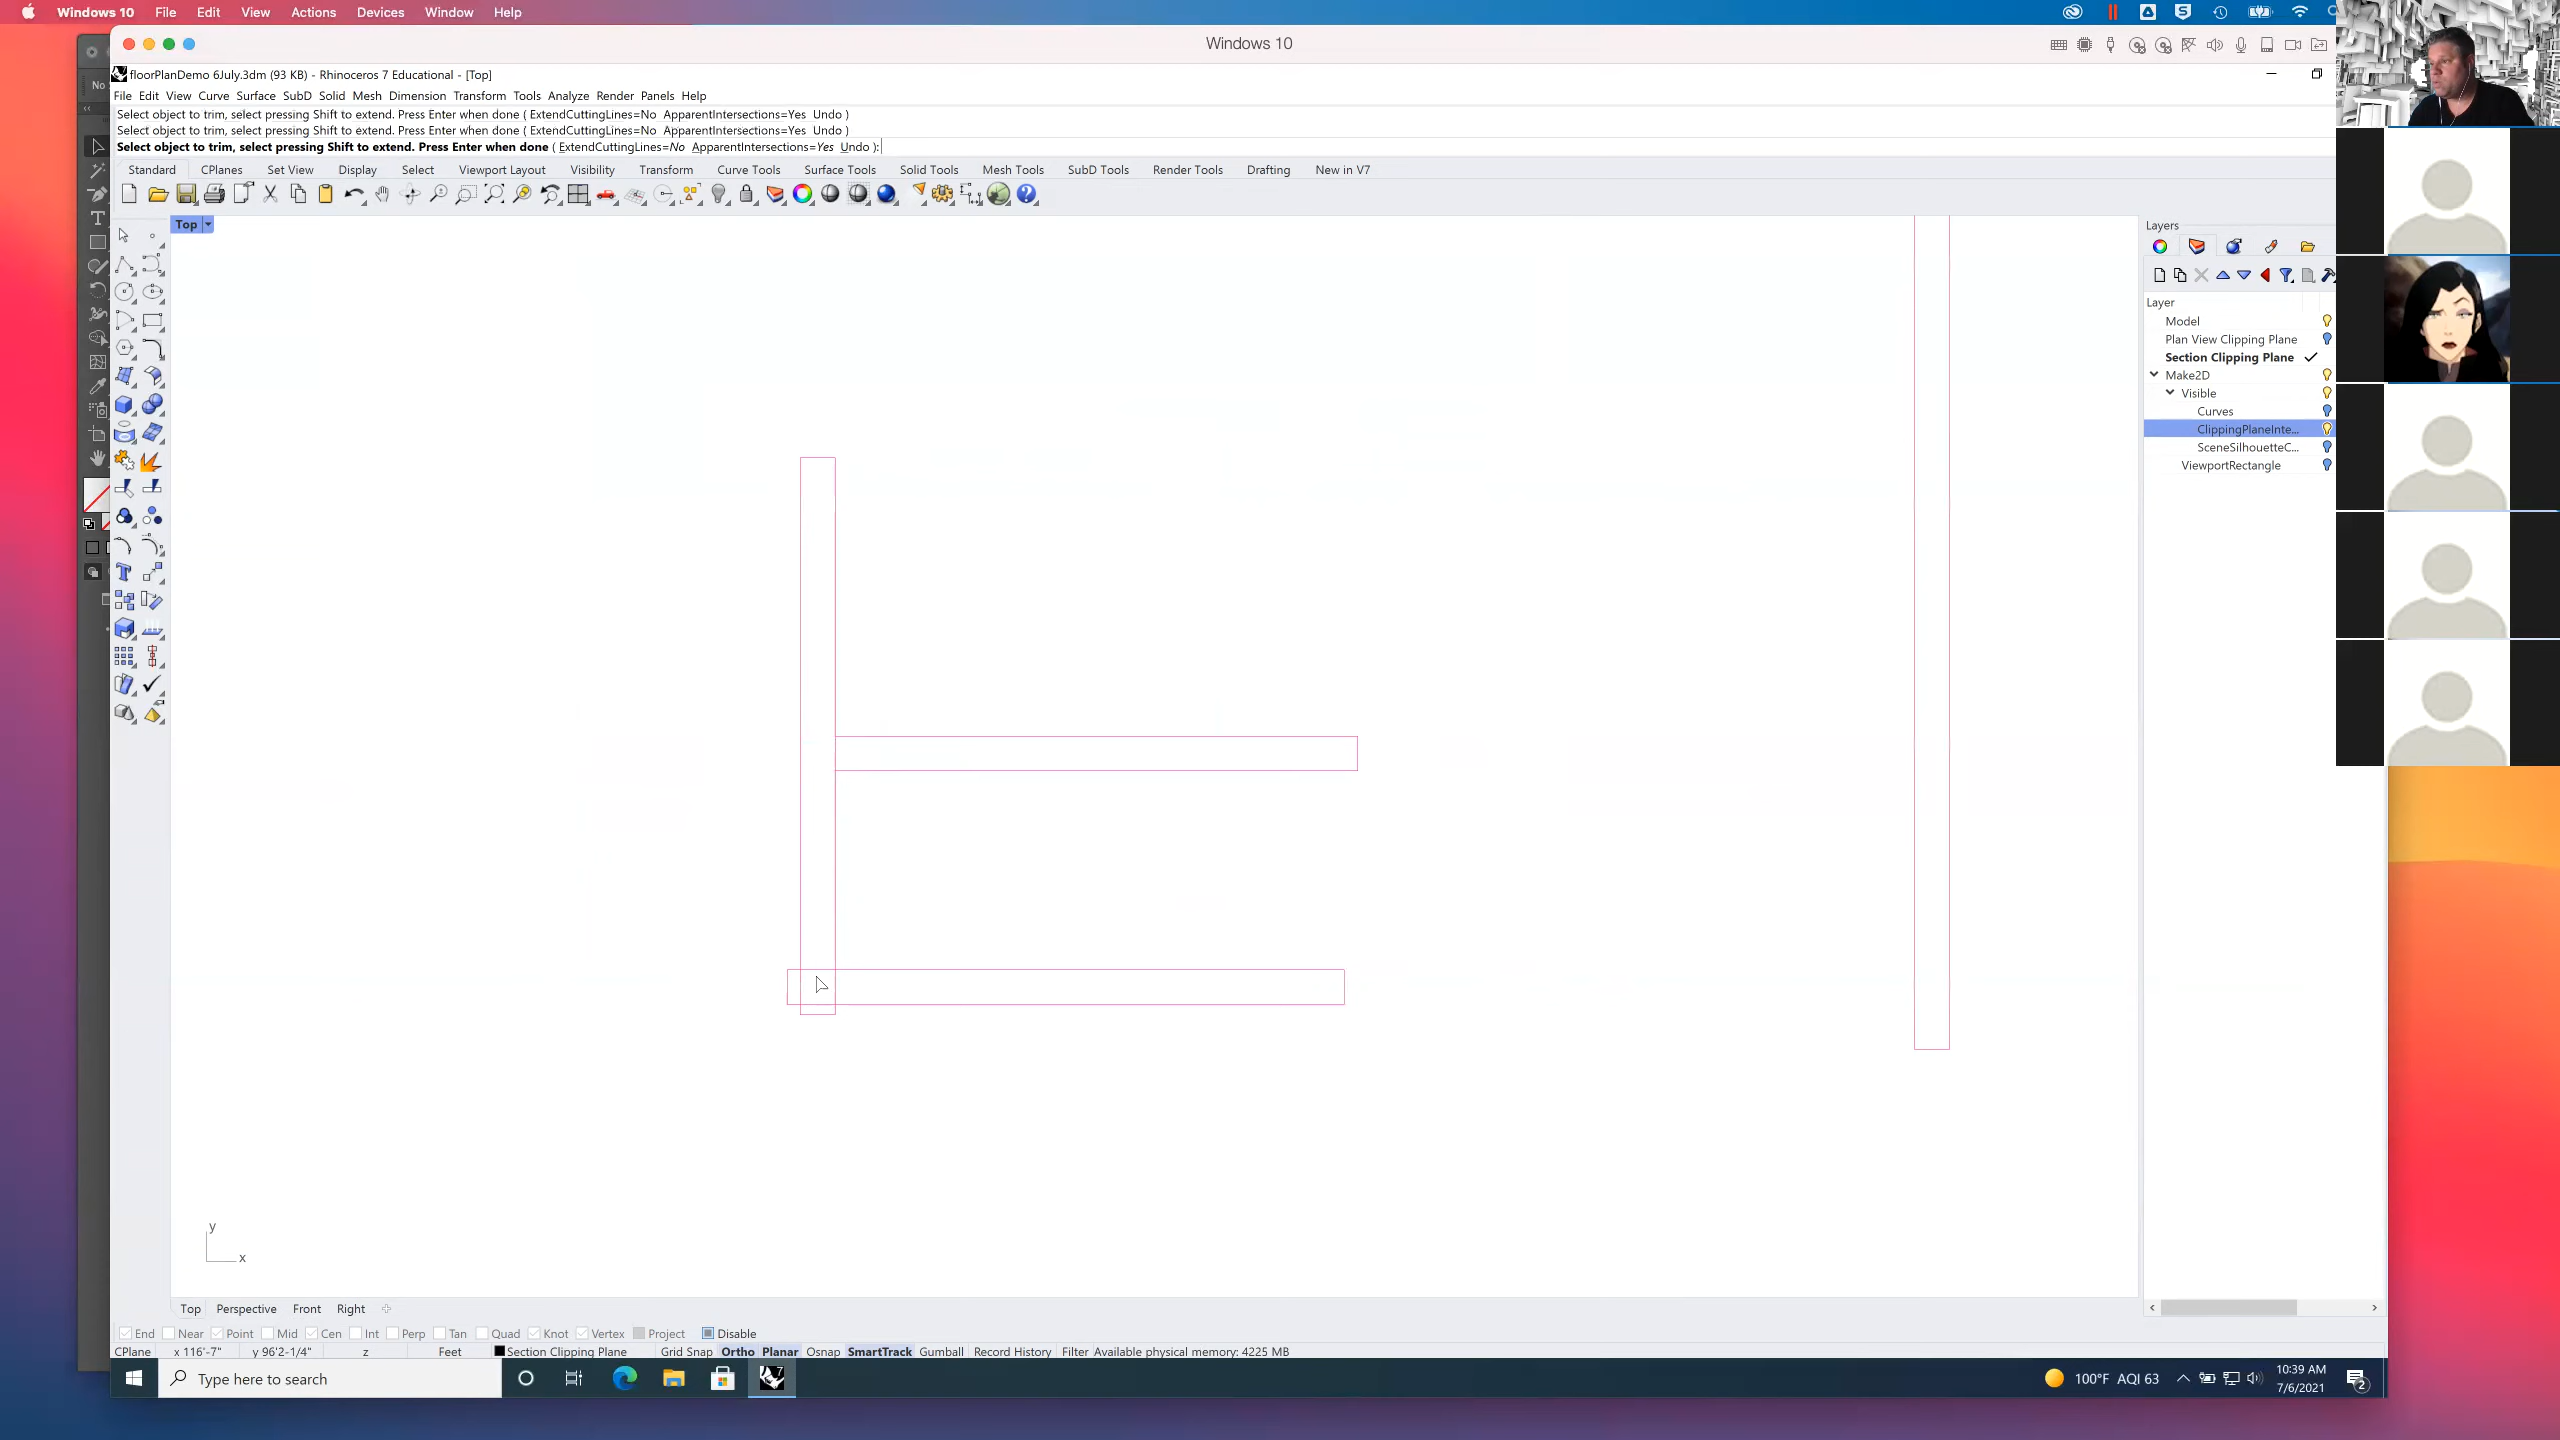 Windows 10 File Edit View Actions Devices Window Help
Windows 10
No
floorPlanDemo 6July.3dm (93 KB) - Rhinoceros 7 Educational - [Top]
File Edit View Curve Surface SubD Solid Mesh Dimension Transform Tools Analyze Render Panels Help
Select object to trim, select pressing Shift to extend. Press Enter when done ( ExtendCuttingLines=No ApparentIntersections=Yes Undo )
Select object to trim, select pressing Shift to extend. Press Enter when done ( ExtendCuttingLines=No ApparentIntersections=Yes Undo )
Select object to trim, select pressing Shift to extend. Press Enter when done ( ExtendCuttingLines=No ApparentIntersections=Yes Undo ):
Standard CPlanes Set View Display Select Viewport Layout Visibility Transform Curve Tools Surface Tools Solid Tools Mesh Tools SubD Tools Render Tools Drafting New in V7
Top
Layers
Layer
Model
Plan View Clipping Plane
Section Clipping Plane
Make2D
Visible
Curves
ClippingPlaneInte...
SceneSilhouetteC...
ViewportRectangle
y
x
Top Perspective Front Right
End Near Point Mid Cen Int Perp Tan Quad Knot Vertex Project Disable
CPlane x 116'-7" y 96'2-1/4" z Feet Section Clipping Plane Grid Snap Ortho Planar Osnap SmartTrack Gumball Record History Filter Available physical memory: 4225 MB
Type here to search
100°F AQI 63
10:39 AM
7/6/2021
2